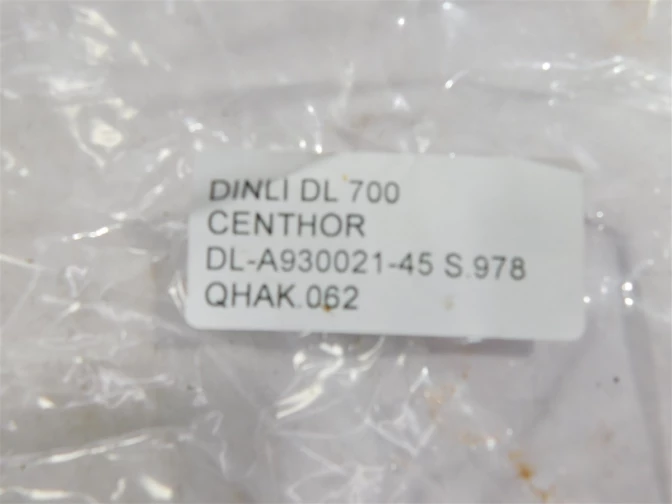 DINLI DL 700
CENTHOR
DL-A930021-45 S.978
QHAK.062